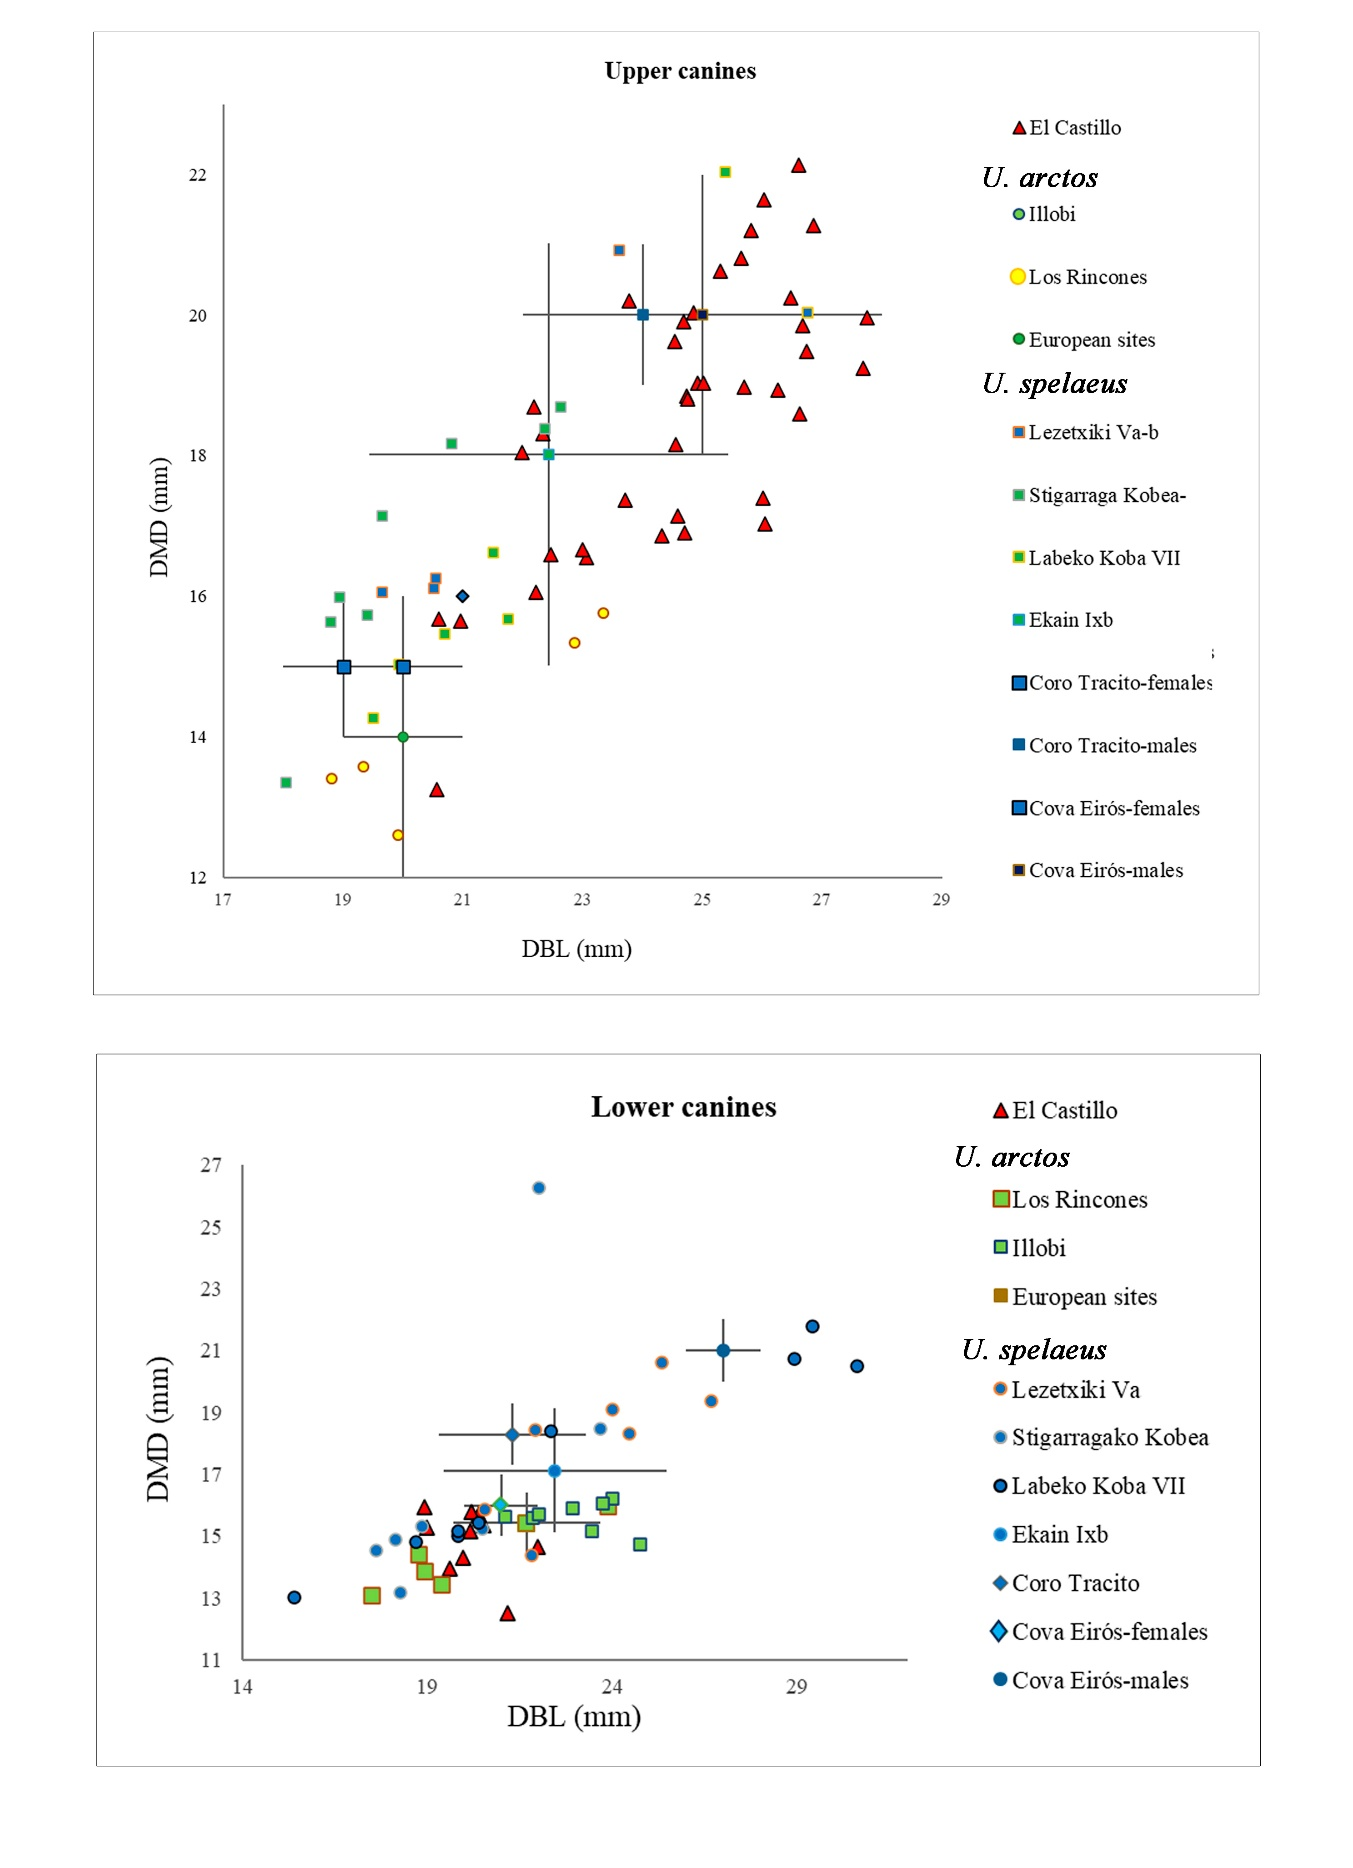 Upper canines
El Castillo
U. arctos
Illobi
Los Rincones
European sites
U. spelaeus
Lezetxiki Va-b
Stigarraga Kobea-
Labeko Koba VII
Ekain Ixb
Coro Tracito-females
Coro Tracito-males
Cova Eirós-females
Cova Eirós-males
DMD (mm)
22
20
18
16
14
12
17 19 21 23 25 27 29
DBL (mm)
Lower canines
El Castillo
U. arctos
Los Rincones
Illobi
European sites
U. spelaeus
Lezetxiki Va
Stigarragako Kobea
Labeko Koba VII
Ekain Ixb
Coro Tracito
Cova Eirós-females
Cova Eirós-males
DMD (mm)
27
25
23
21
19
17
15
13
11
14 19 24 29
DBL (mm)